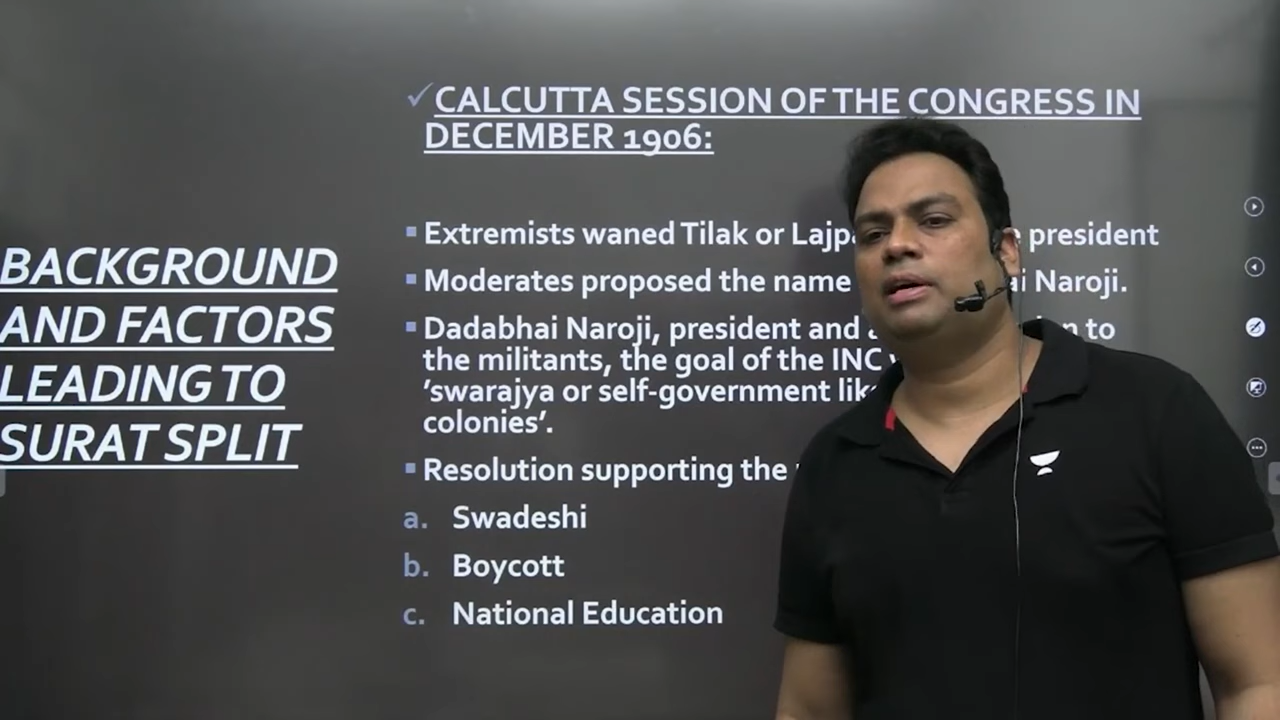 BACKGROUND
AND FACTORS
LEADING TO
SURAT SPLIT
CALCUTTA SESSION OF THE CONGRESS IN
DECEMBER 1906:
Extremists waned Tilak or president
Moderates proposed the name Naroji.
Dadabhai Naroji, president and to
the militants, the goal of the INC
'swarajya or self-government
colonies'.
Resolution supporting the
a. Swadeshi
b. Boycott
c. National Education